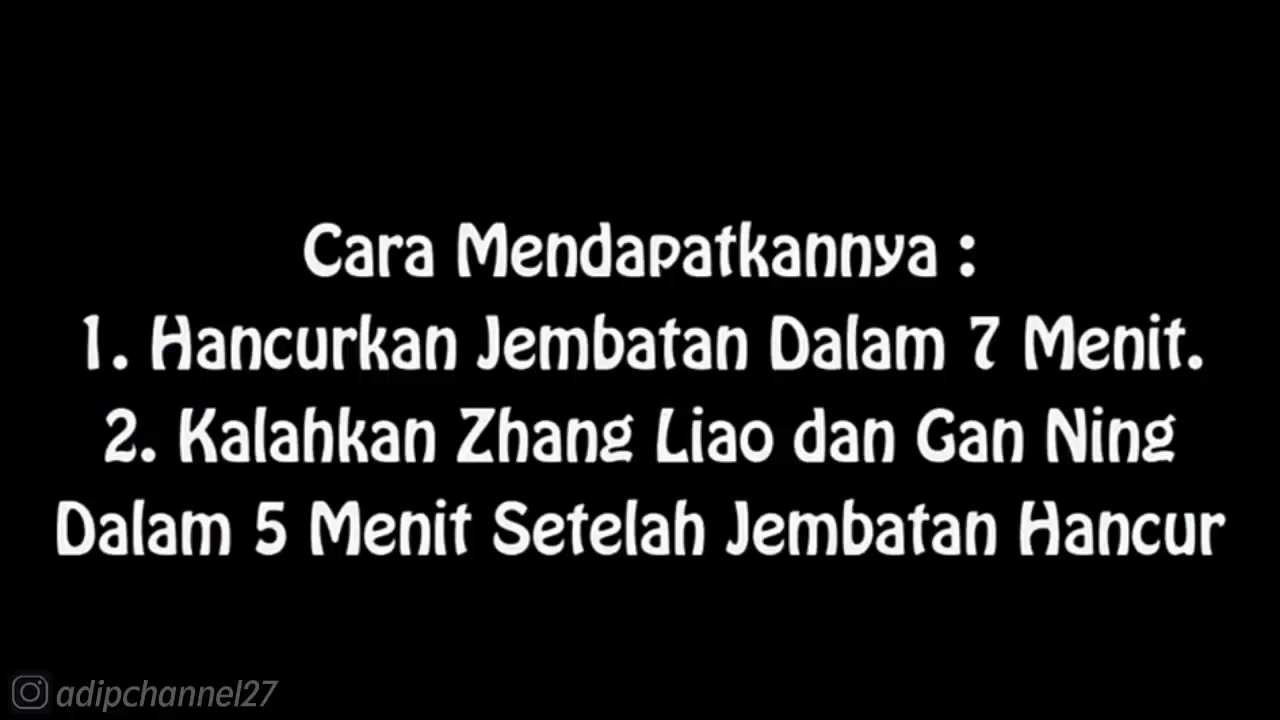 Cara Mendapatkannya :
1. Hancurkan Jembatan Dalam 7 Menit.
2. Kalahkan Zhang Liao dan Gan Ning
Dalam 5 Menit Setelah Jembatan Hancur
adipchannel27